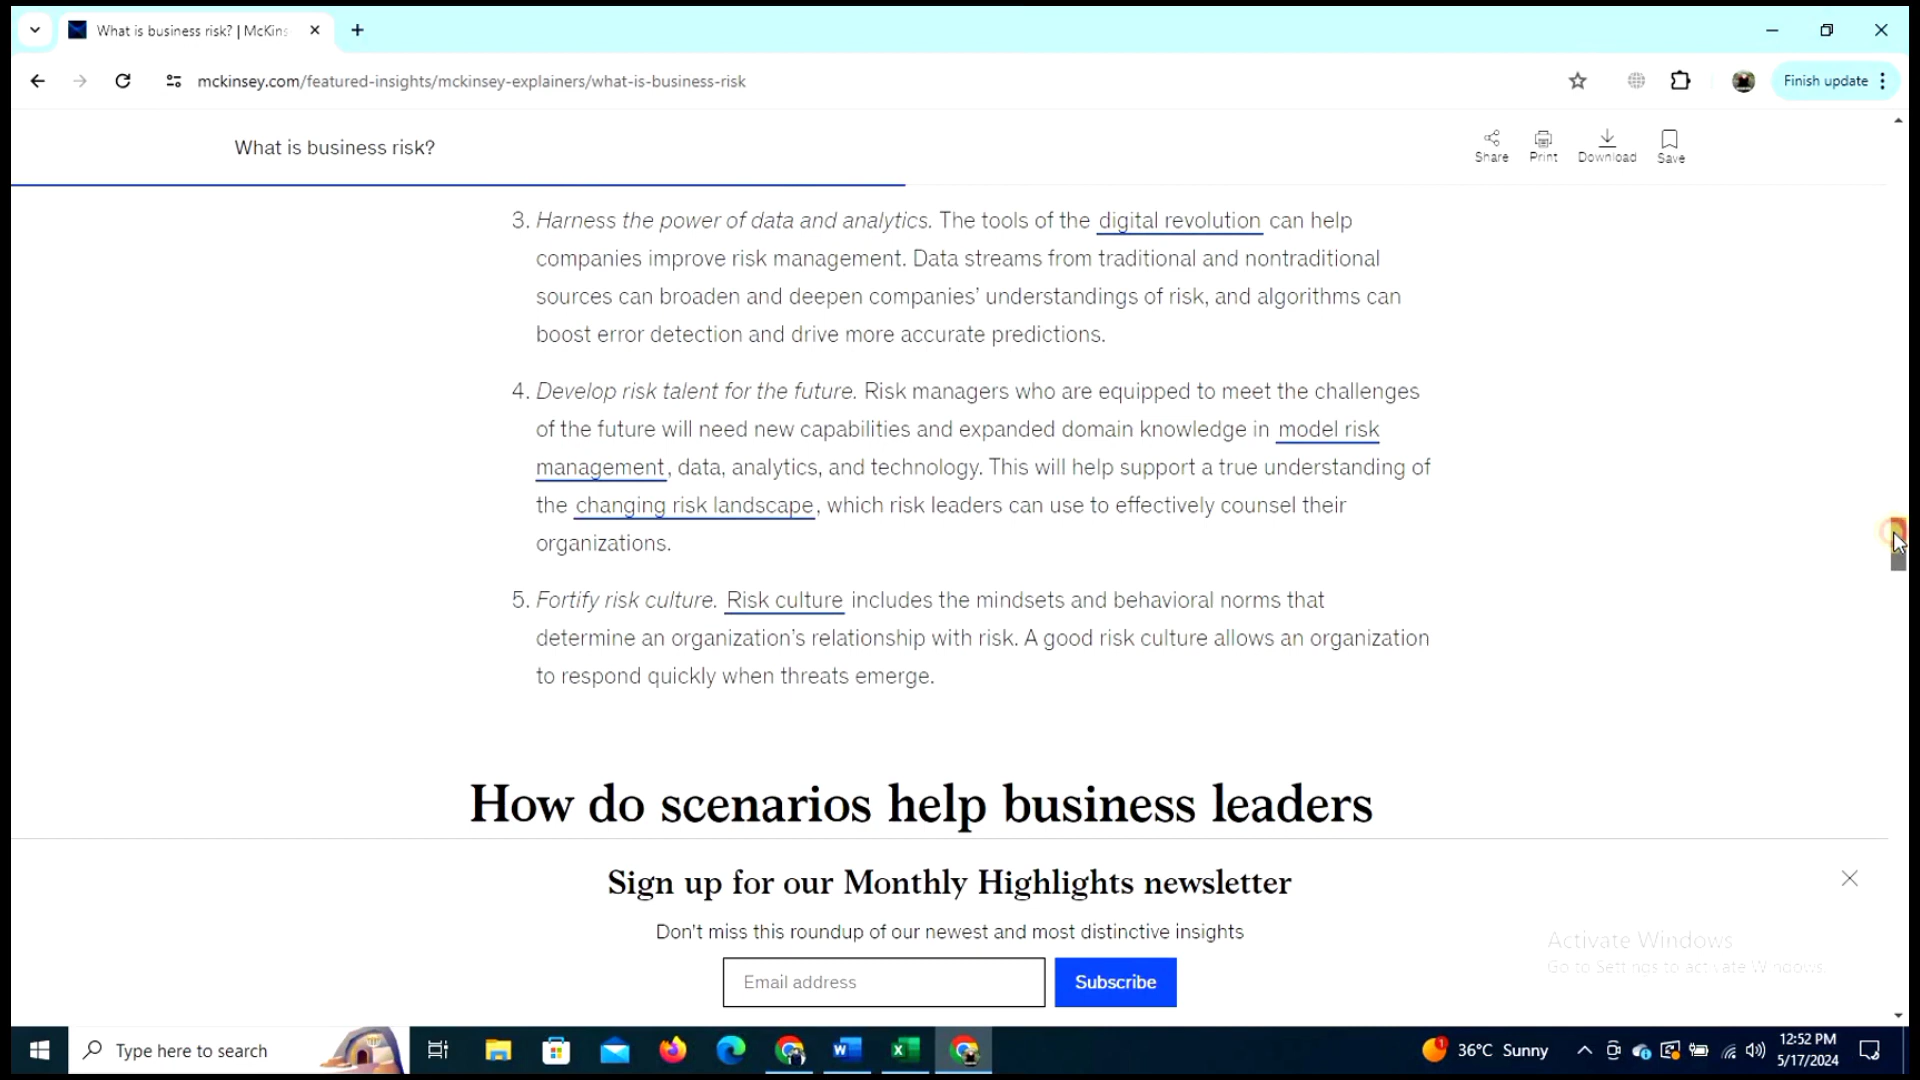 What is business risk? | McKins
mckinsey.com/featured-insights/mckinsey-explainers/what-is-business-risk
Finish update
What is business risk?
Share
Print
Download
Save
3. Harness the power of data and analytics. The tools of the digital revolution can help
companies improve risk management. Data streams from traditional and nontraditional
sources can broaden and deepen companies’ understandings of risk, and algorithms can
boost error detection and drive more accurate predictions.
4. Develop risk talent for the future. Risk managers who are equipped to meet the challenges
of the future will need new capabilities and expanded domain knowledge in model risk
management, data, analytics, and technology. This will help support a true understanding of
the changing risk landscape, which risk leaders can use to effectively counsel their
organizations.
5. Fortify risk culture. Risk culture includes the mindsets and behavioral norms that
determine an organization’s relationship with risk. A good risk culture allows an organization
to respond quickly when threats emerge.
How do scenarios help business leaders
Sign up for our Monthly Highlights newsletter
Don't miss this roundup of our newest and most distinctive insights
Email address
Subscribe
Activate Windows
Go to Settings to activate Windows.
Type here to search
36°C Sunny
12:52 PM
5/17/2024